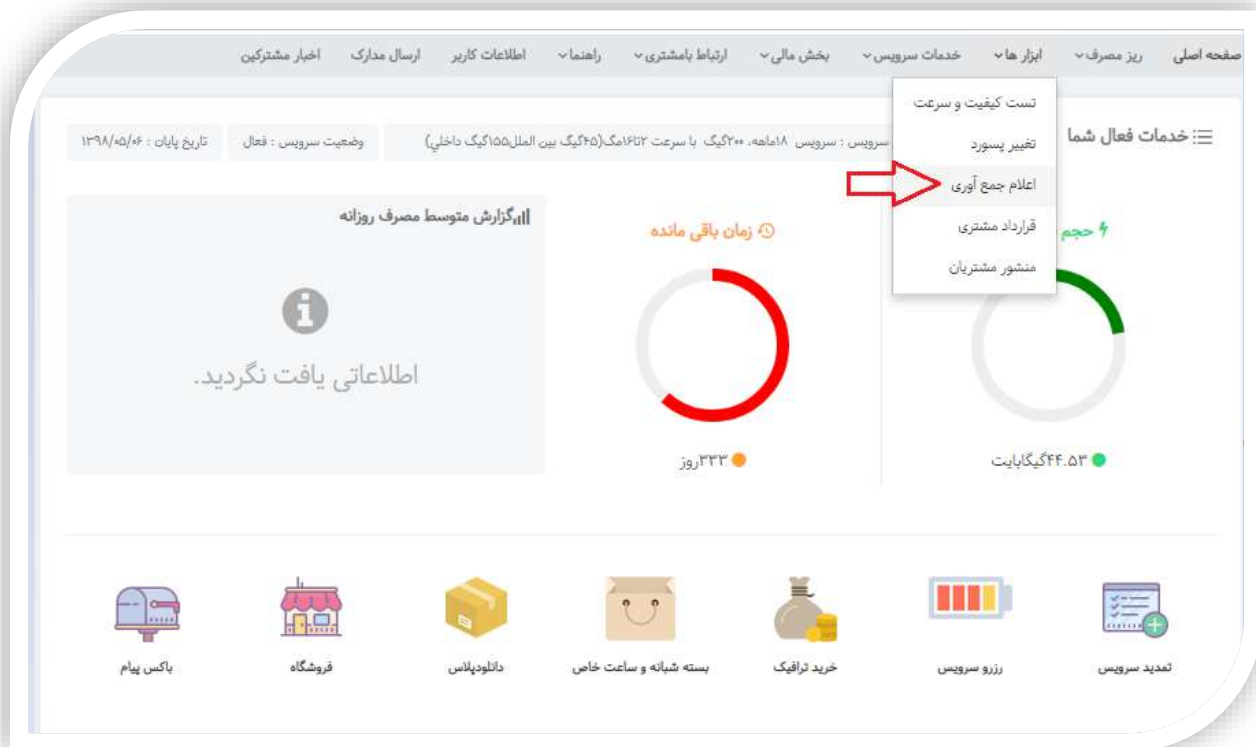 صفحه اصلی ریز مصرف ابزار ها خدمات سرویس بخش مالی ارتباط بامشتری راهنما اطلاعات کاربر ارسال مدارک اخبار مشترکین
تست کیفیت و سرعت
تغییر پسورد
اعلام جمع آوری
قرارداد مشتری
منشور مشتریان
خدمات فعال شما
سرویس : سرویس ۱۸ماهه، ۲۰۰گیگ با سرعت ۲تا۱۶مگ(۴۵گیگ بین الملل۱۵۵گیگ داخلی)
وضعیت سرویس : فعال
تاریخ پایان : ۱۳۹۸/۰۵/۰۶
حجم
زمان باقی مانده
گزارش متوسط مصرف روزانه
اطلاعاتی یافت نگردید.
۴۴.۵۳گیگابایت
۳۳۳روز
تمدید سرویس رزرو سرویس خرید ترافیک بسته شبانه و ساعت خاص دانلودپلاس فروشگاه باکس پیام